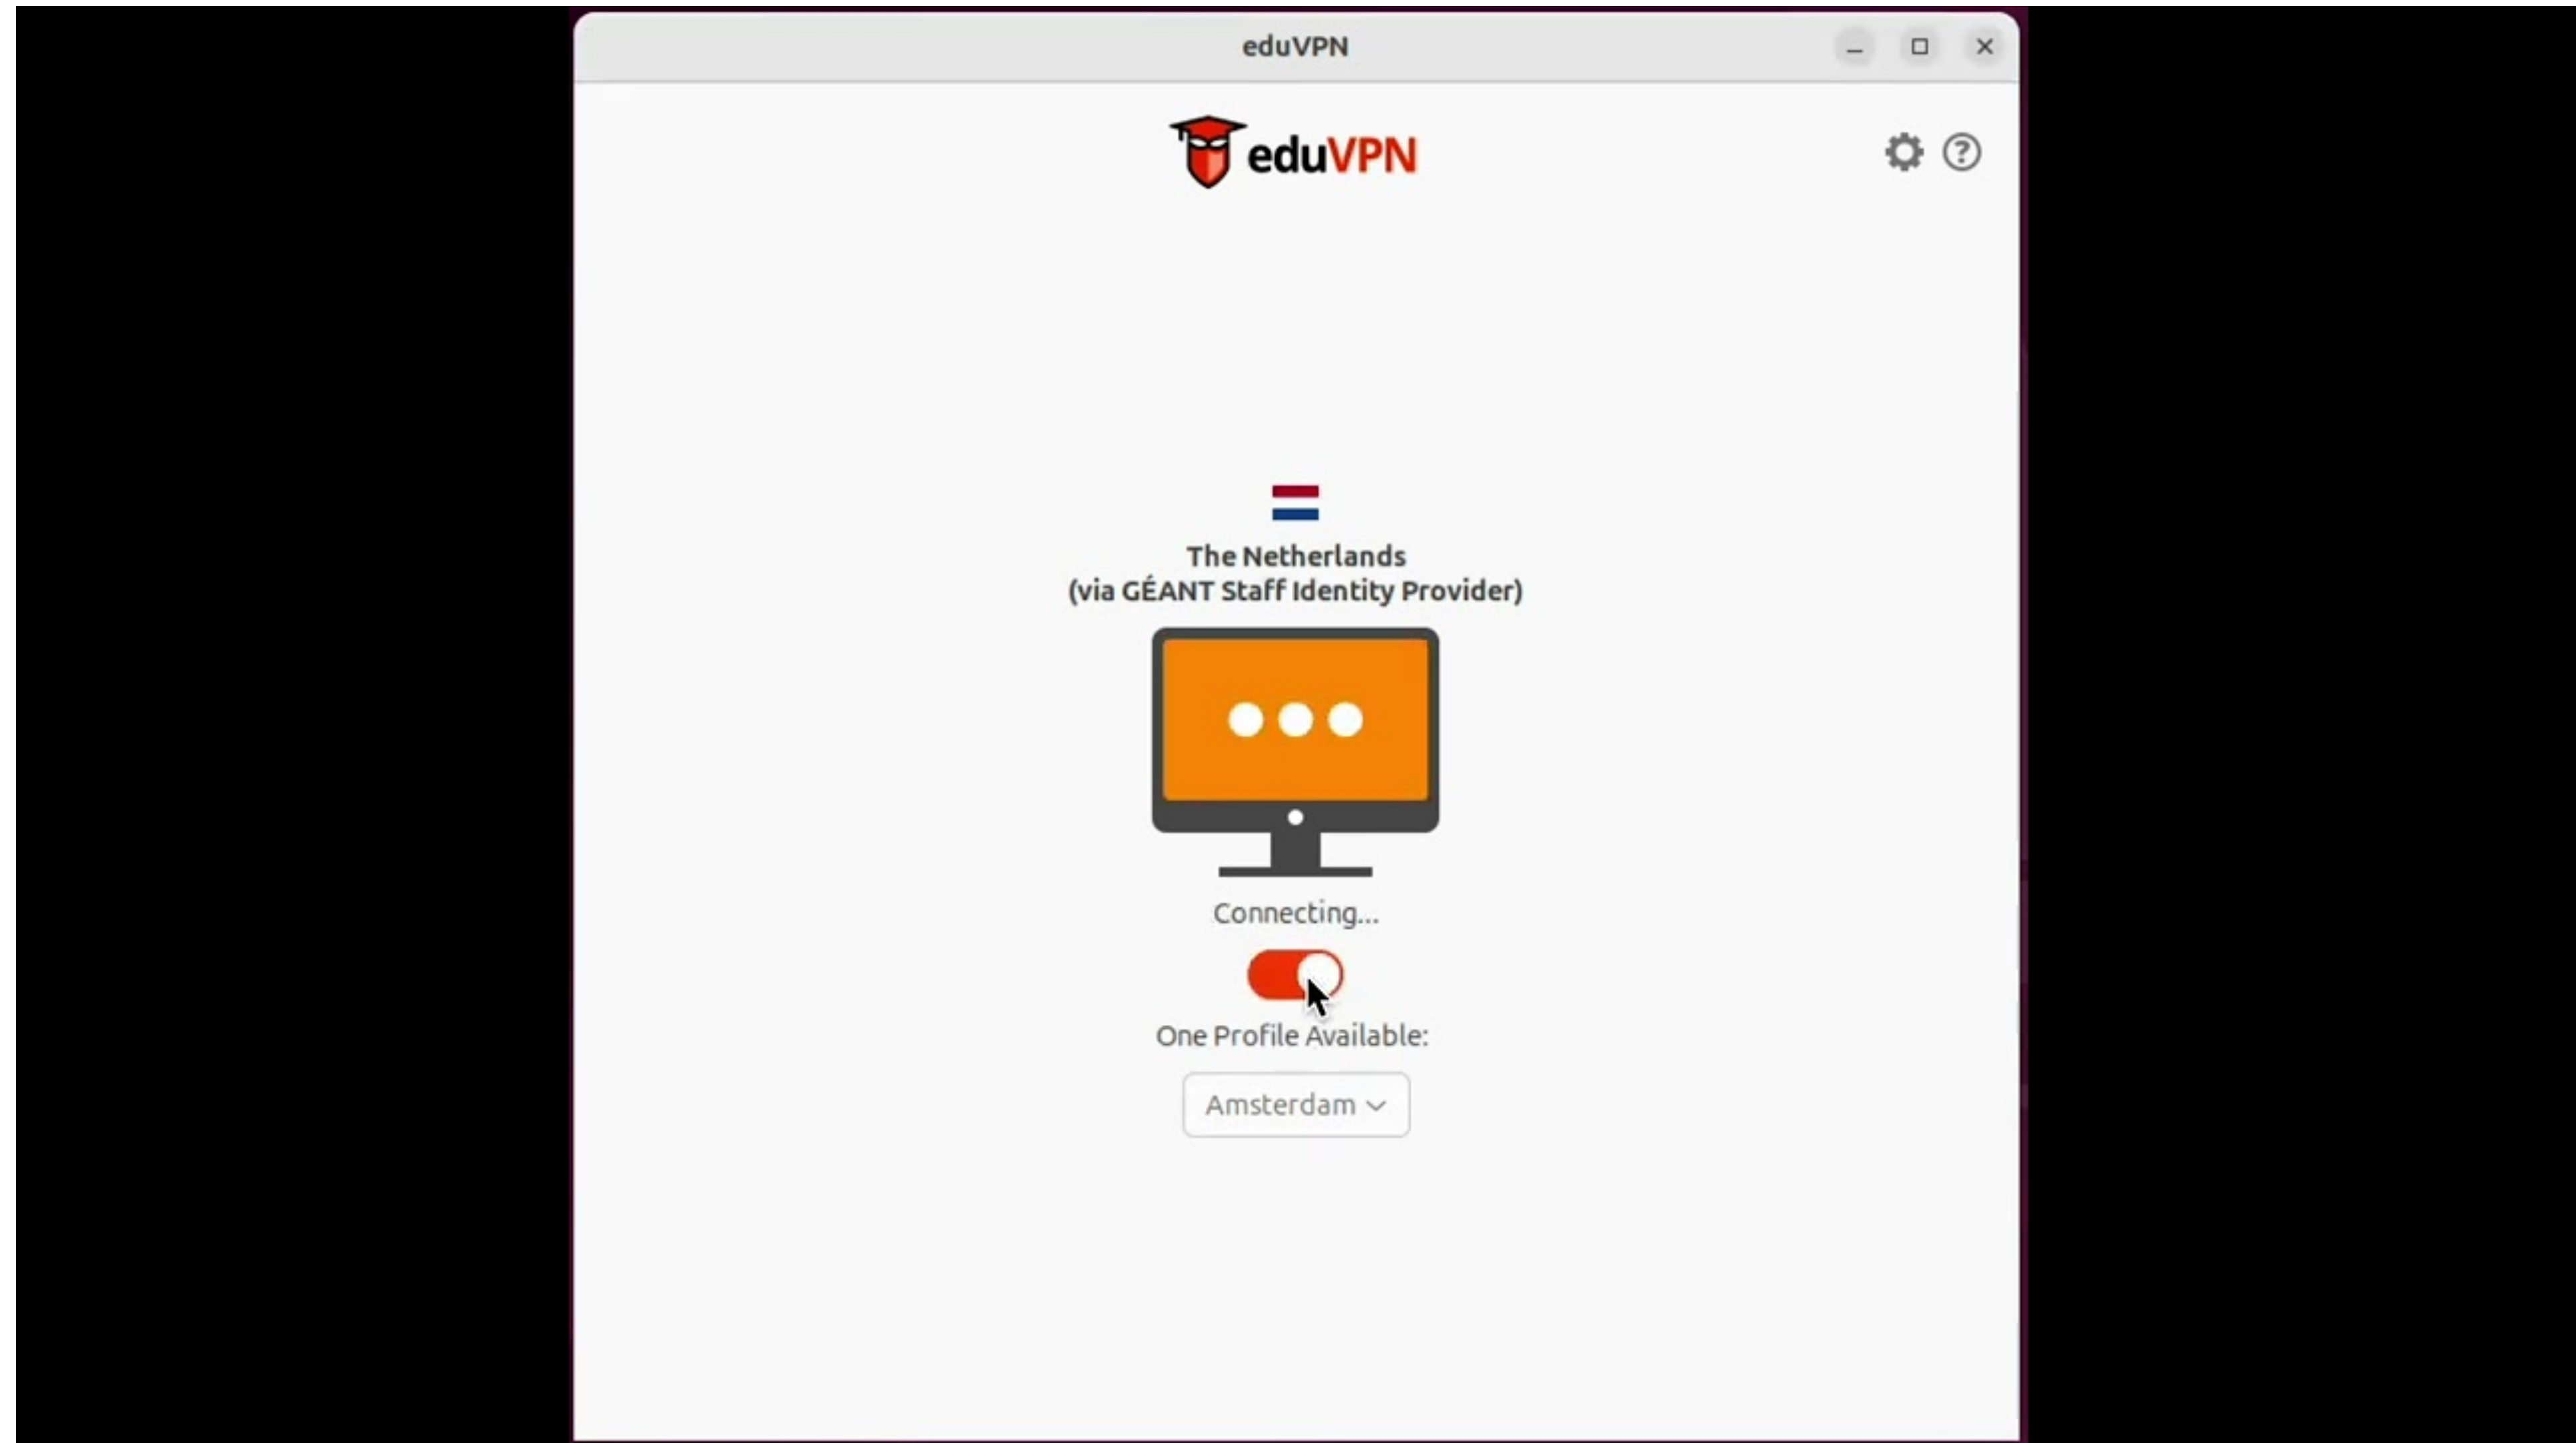 eduVPN
eduVPN
The Netherlands
(via GÉANT Staff Identity Provider)
Connecting...
One Profile Available:
Amsterdam